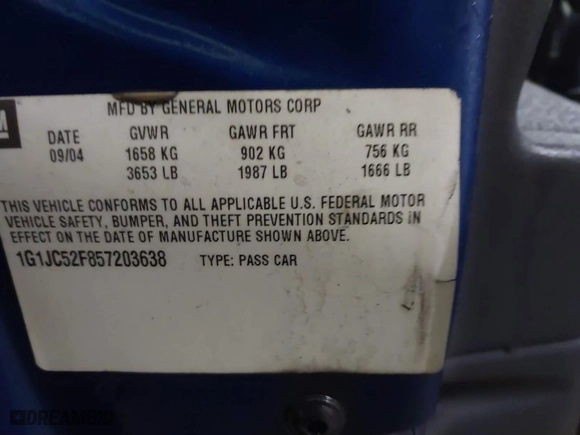 M
MFD BY GENERAL MOTORS CORP
DATE GVWR GAWR FRT GAWR RR
09/04 1658 KG 902 KG 756 KG
3653 LB 1987 LB 1666 LB
THIS VEHICLE CONFORMS TO ALL APPLICABLE U.S. FEDERAL MOTOR
VEHICLE SAFETY, BUMPER, AND THEFT PREVENTION STANDARDS IN
EFFECT ON THE DATE OF MANUFACTURE SHOWN ABOVE.
1G1JC52F857203638 TYPE: PASS CAR
DREAMBID